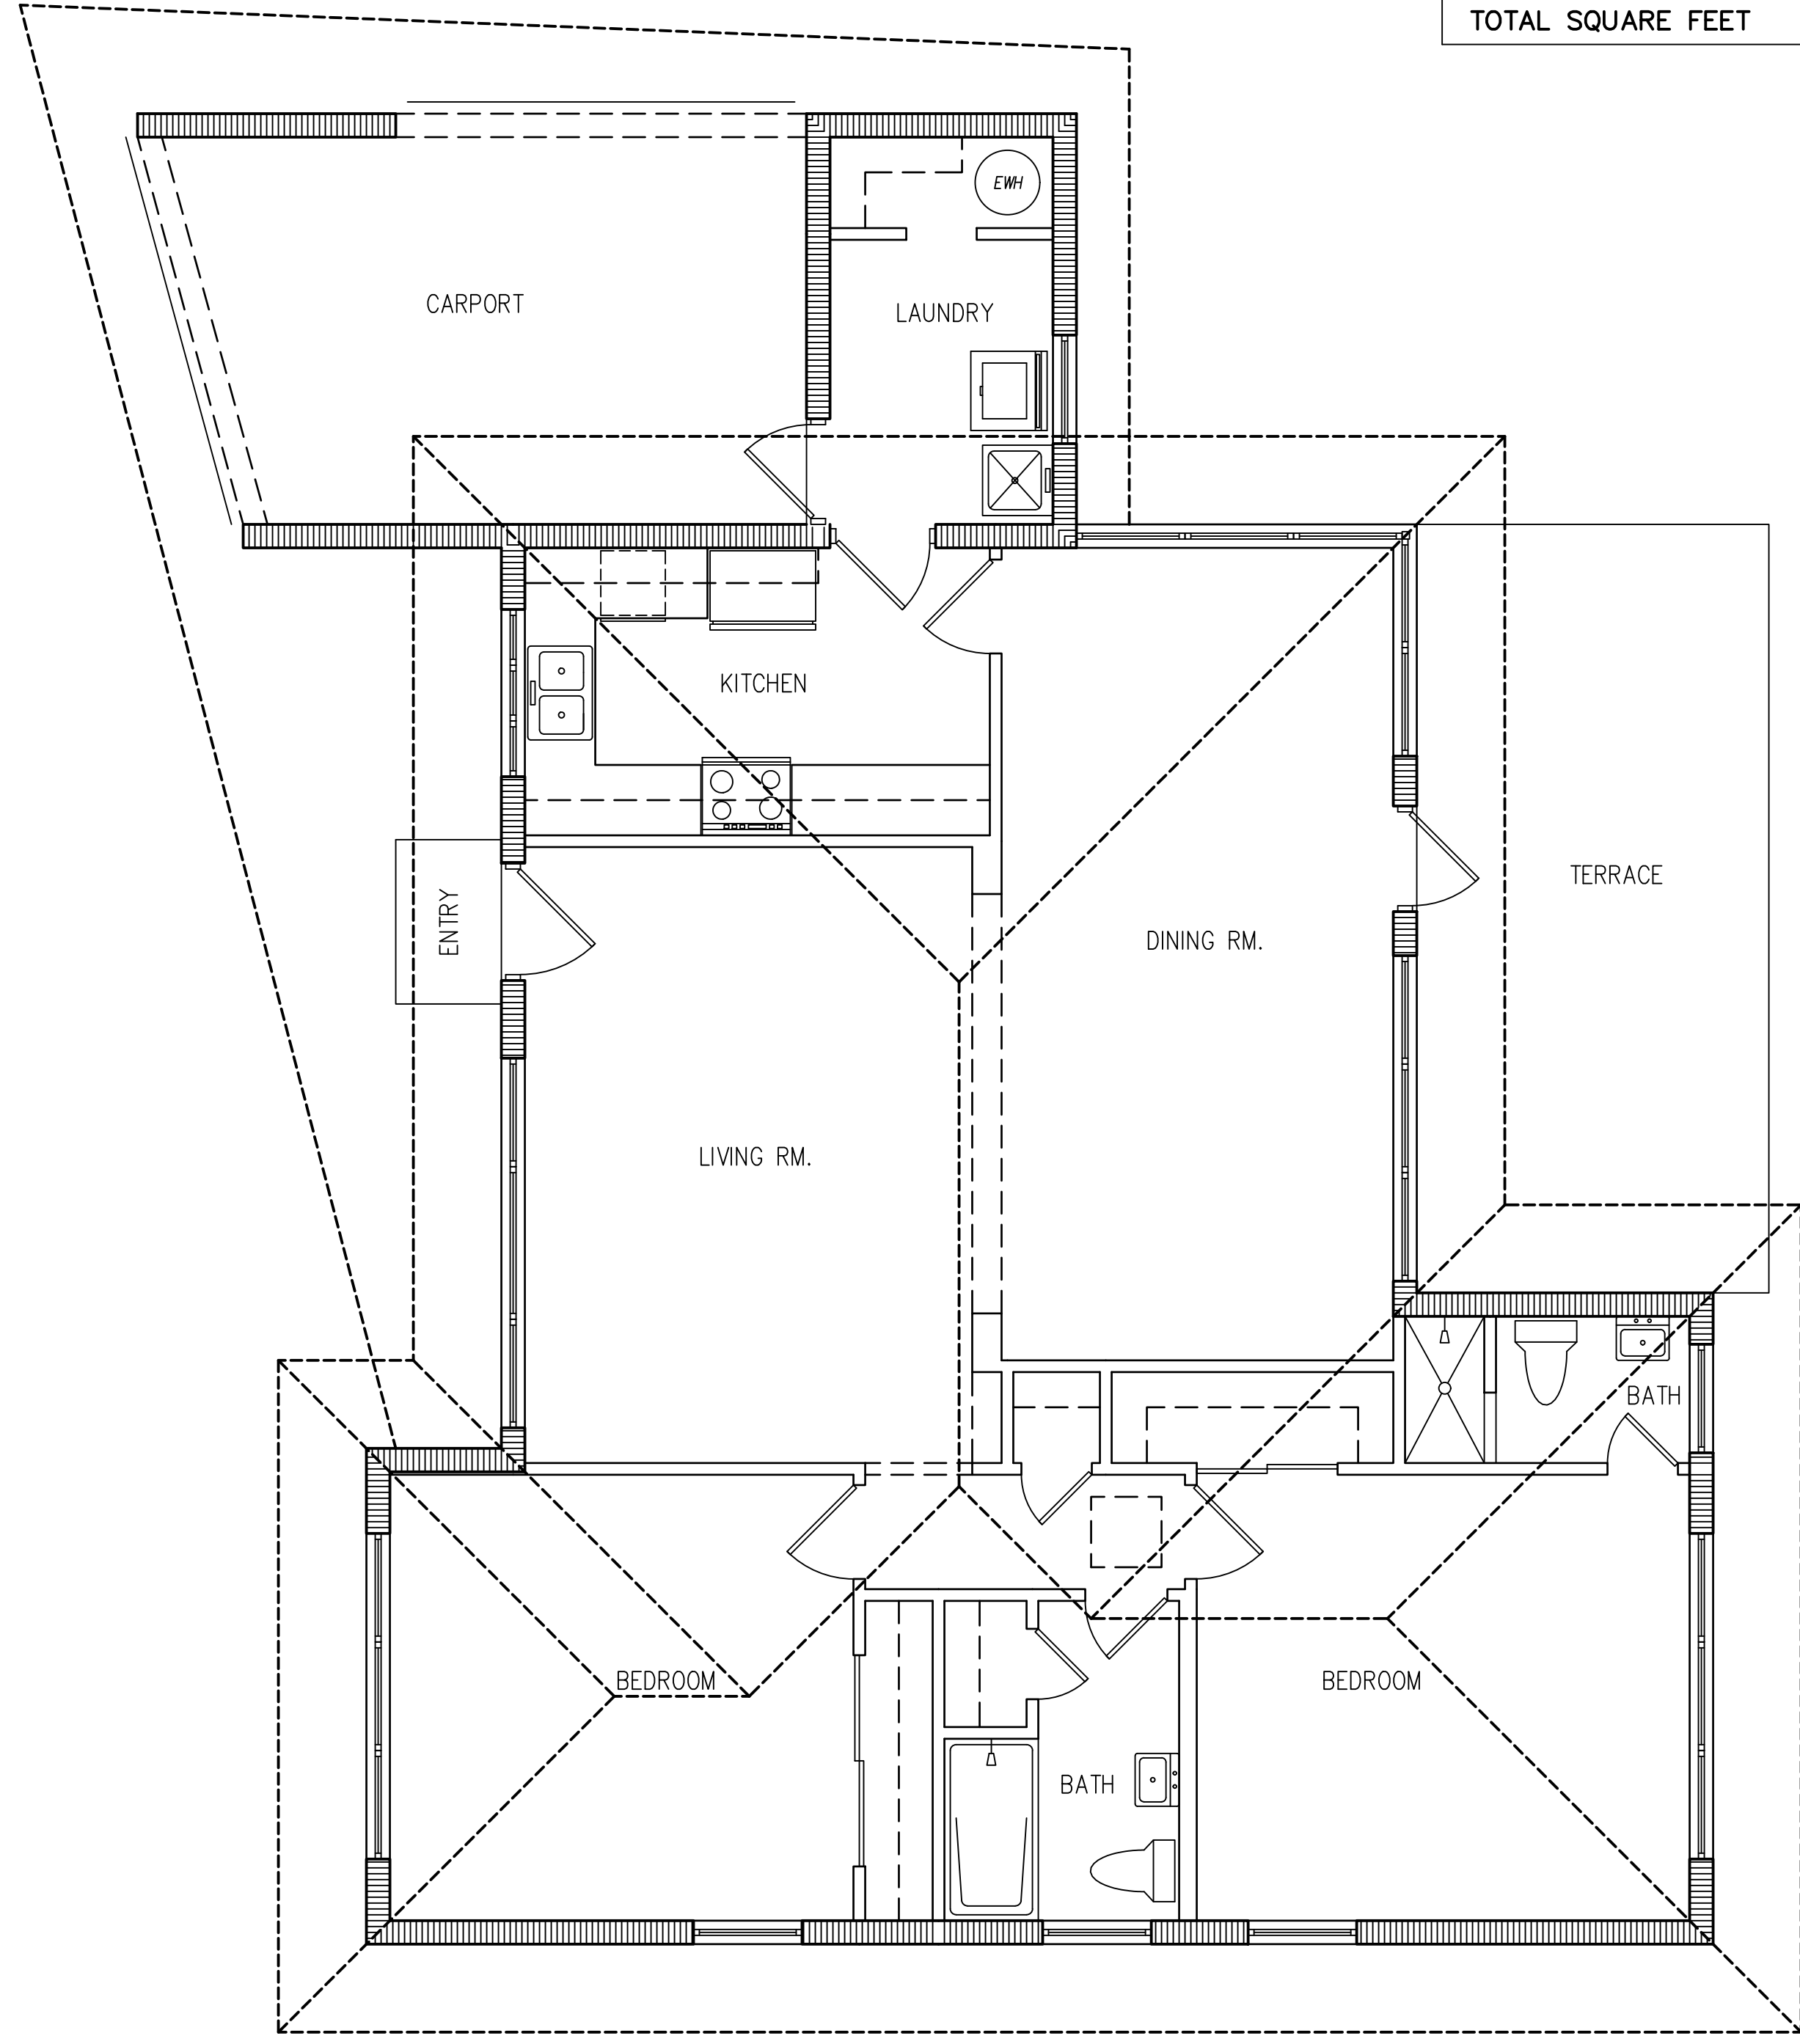 TOTAL SQUARE FEET
EWH
CARPORT
LAUNDRY
KITCHEN
TERRACE
ENTRY
DINING RM.
LIVING RM.
BATH
BEDROOM
BEDROOM
BATH